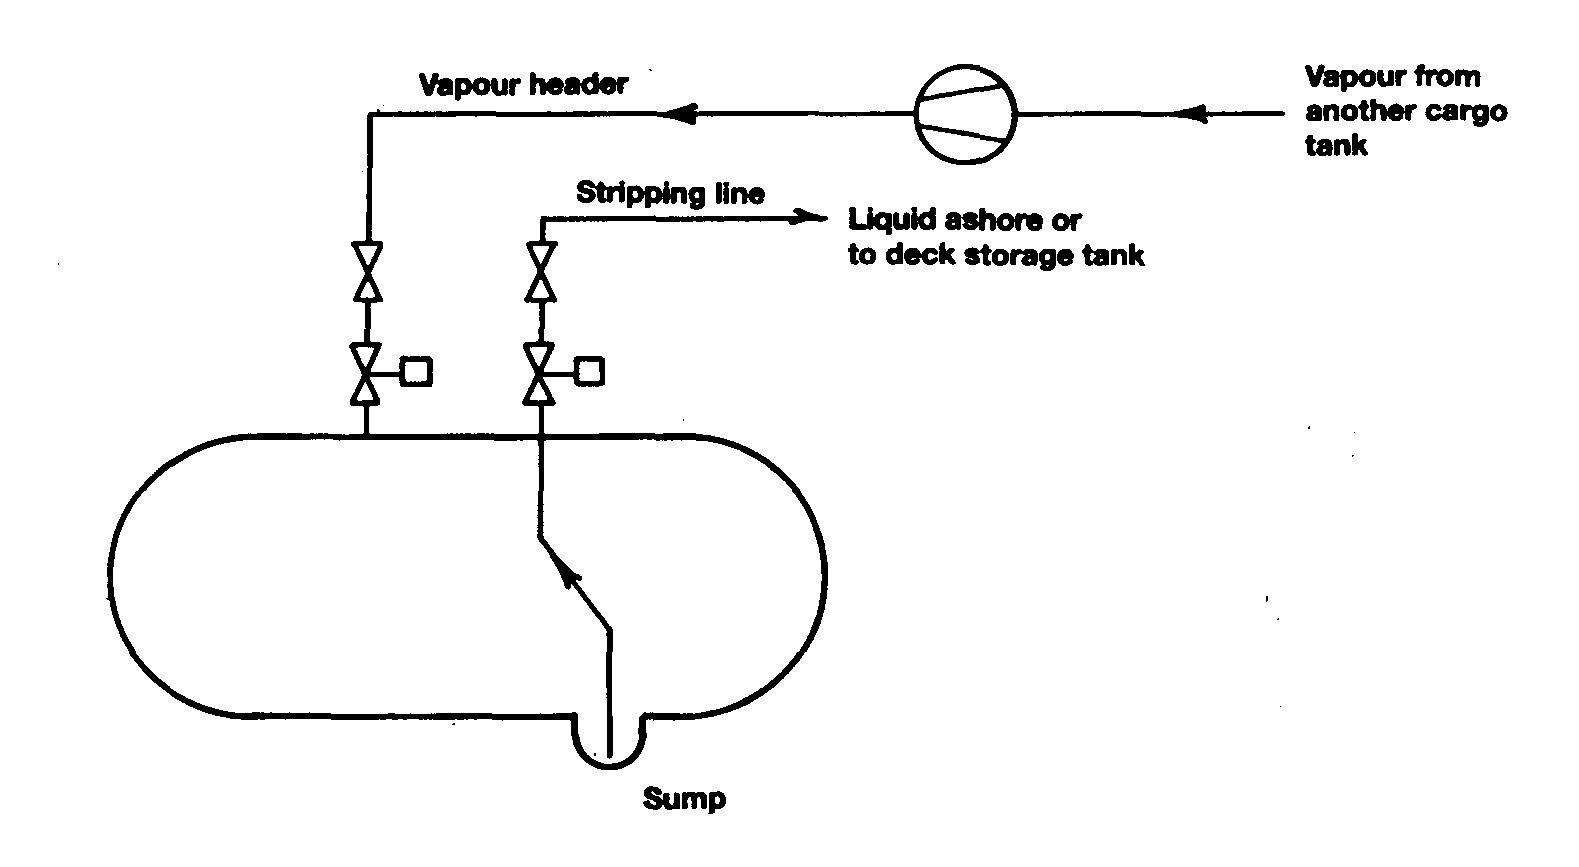 Vapour header
Vapour from
another cargo
tank
Stripping line
Liquid ashore or
to deck storage tank
Sump